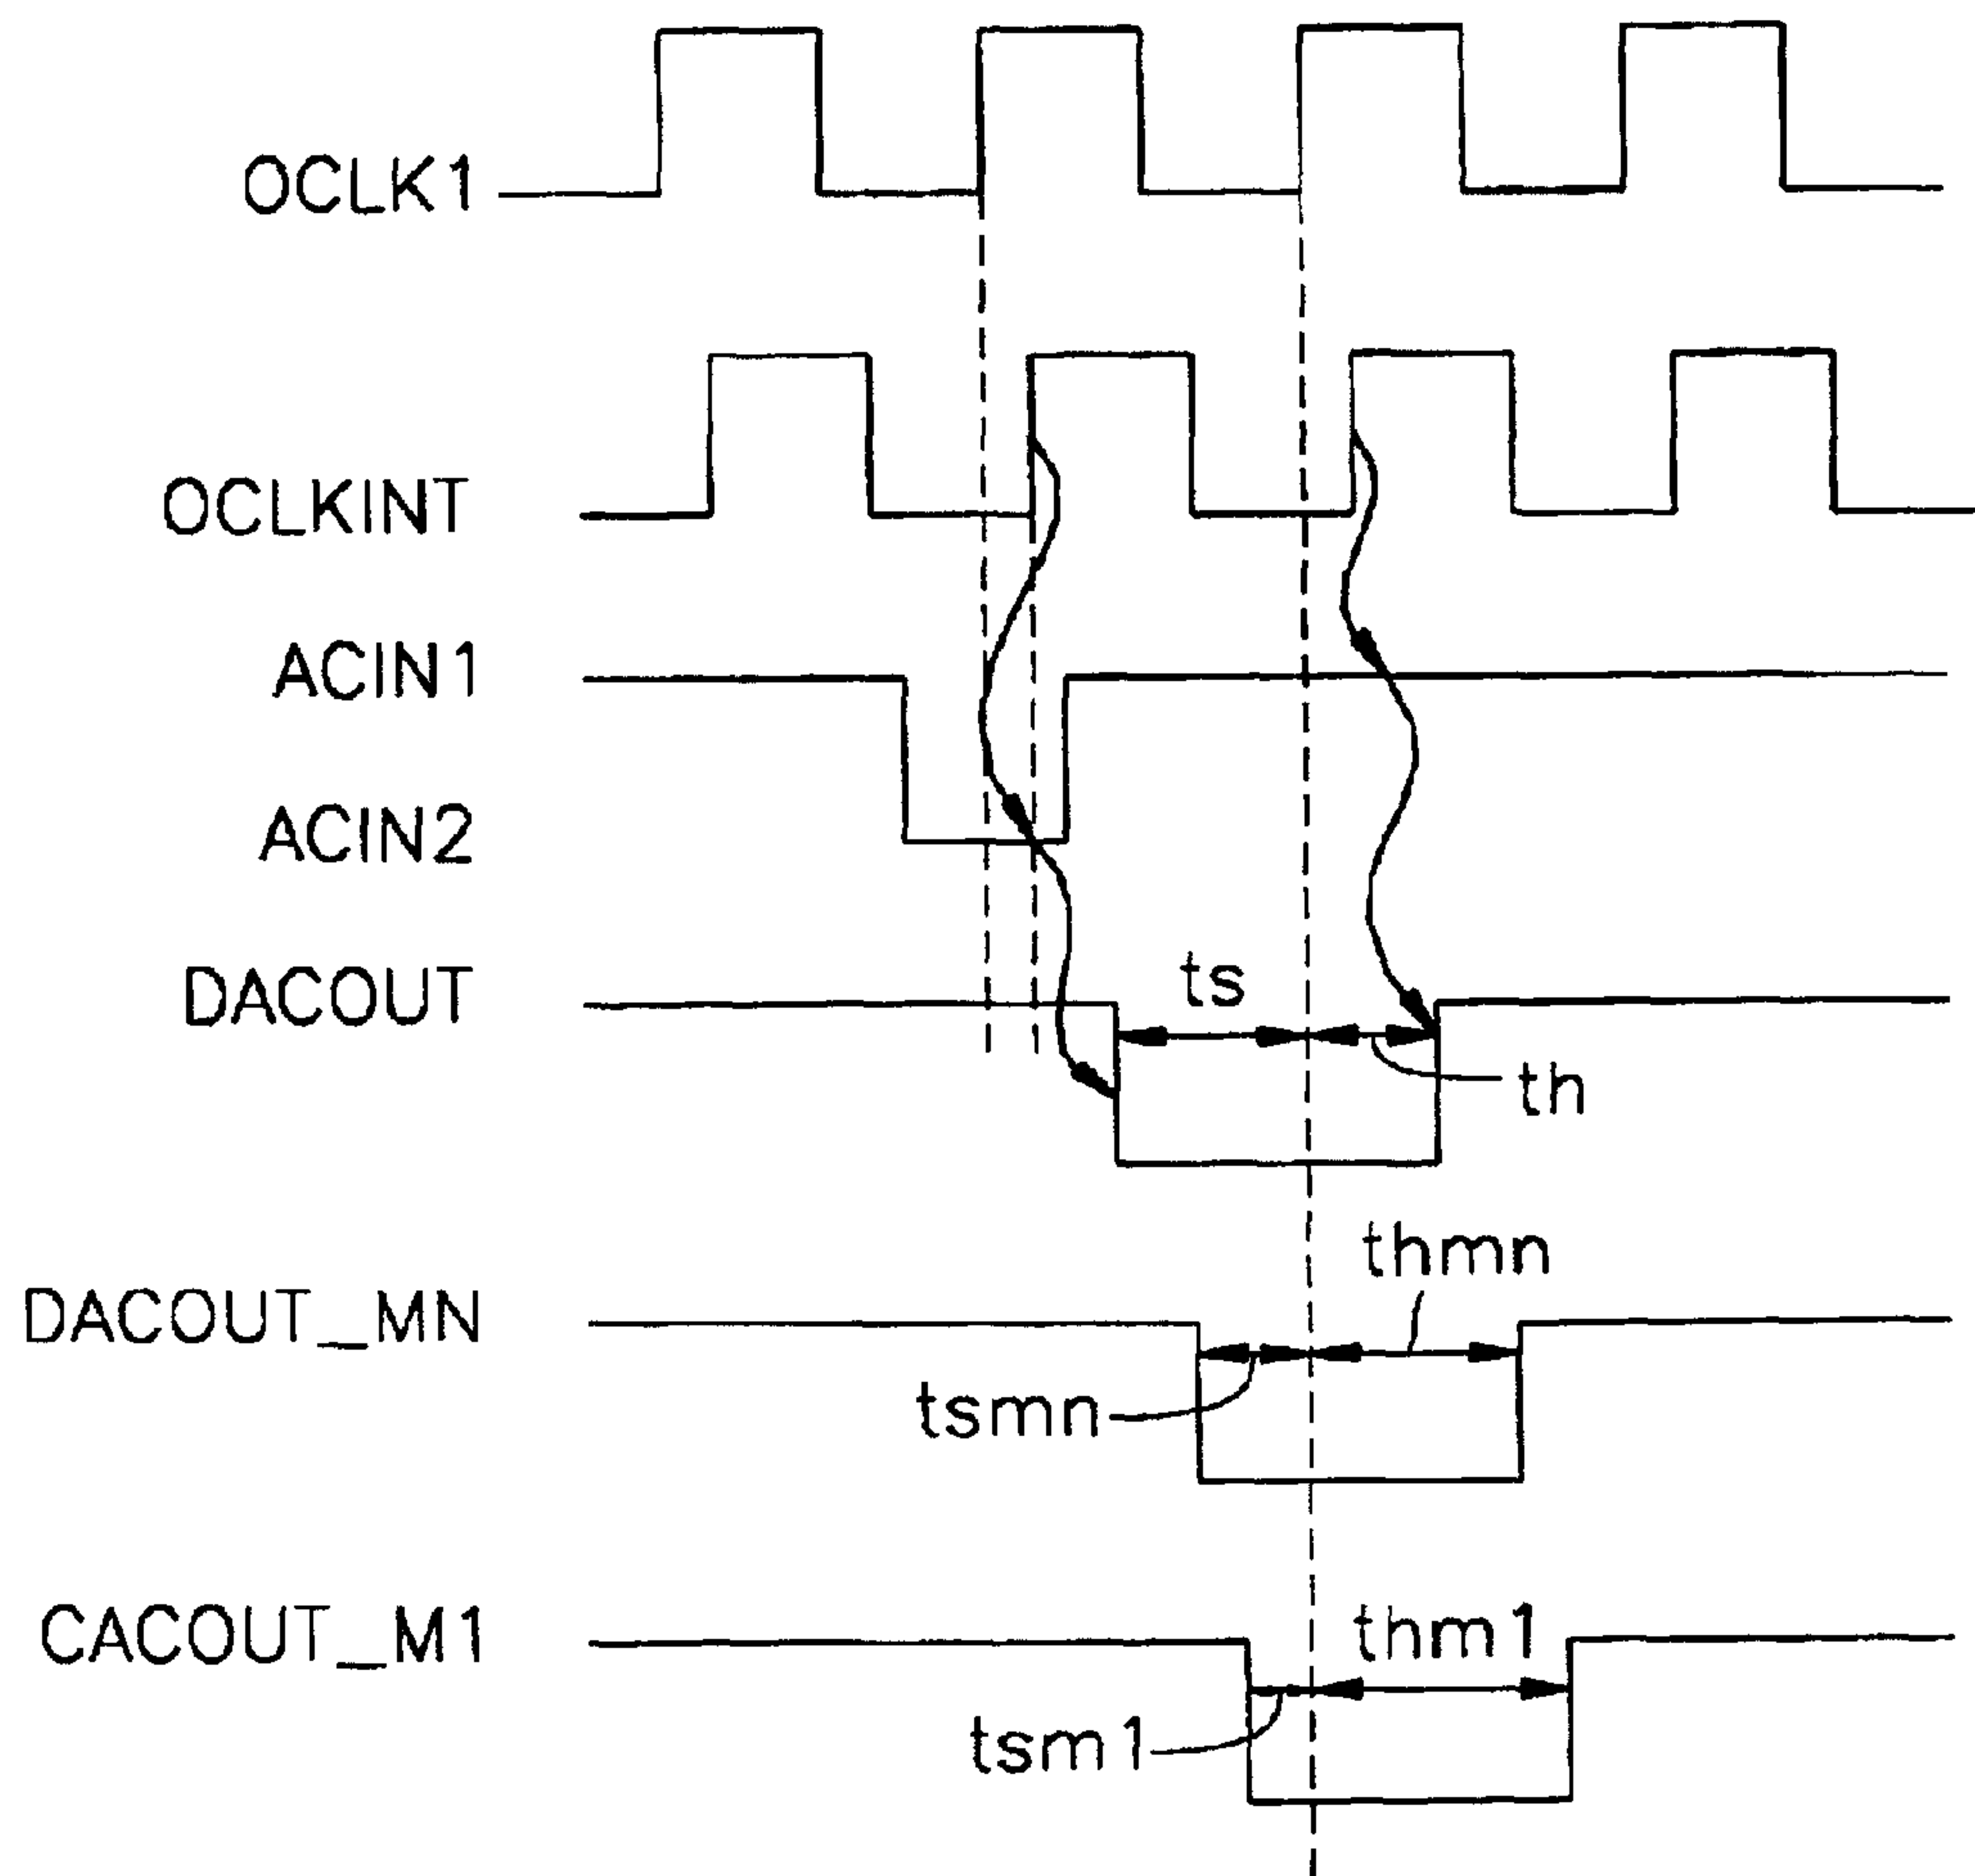 OCLK1
OCLKINT
ACIN1
ACIN2
DACOUT
ts
th
DACOUT_MN
thmn
tsmn
CACOUT_M1
thm1
tsm1